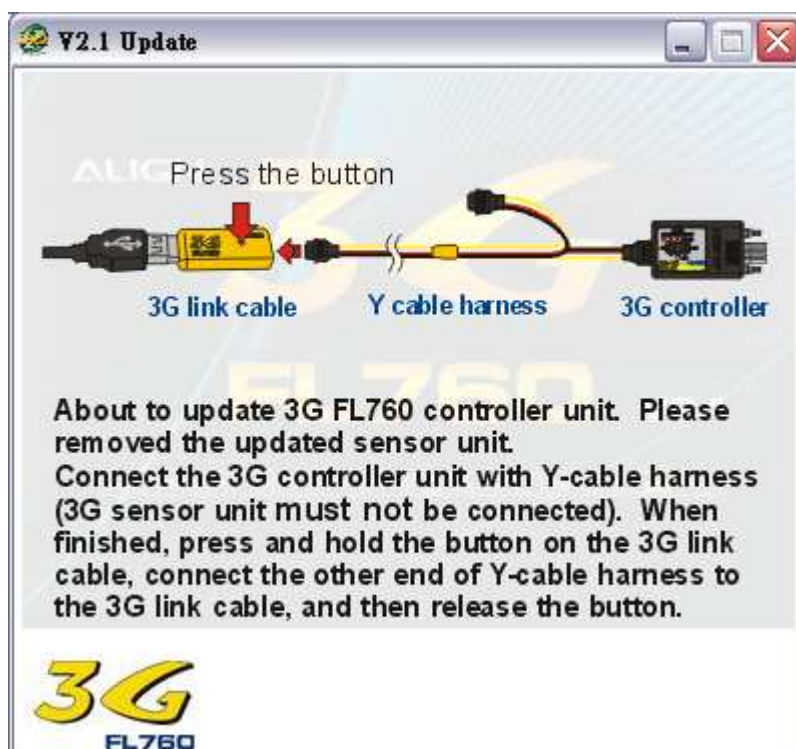 V2.1 Update
ALIGN
Press the button
3G link cable
Y cable harness
3G controller
3G
FL760
About to update 3G FL760 controller unit. Please
removed the updated sensor unit.
Connect the 3G controller unit with Y-cable harness
(3G sensor unit must not be connected). When
finished, press and hold the button on the 3G link
cable, connect the other end of Y-cable harness to
the 3G link cable, and then release the button.
3G
FL760